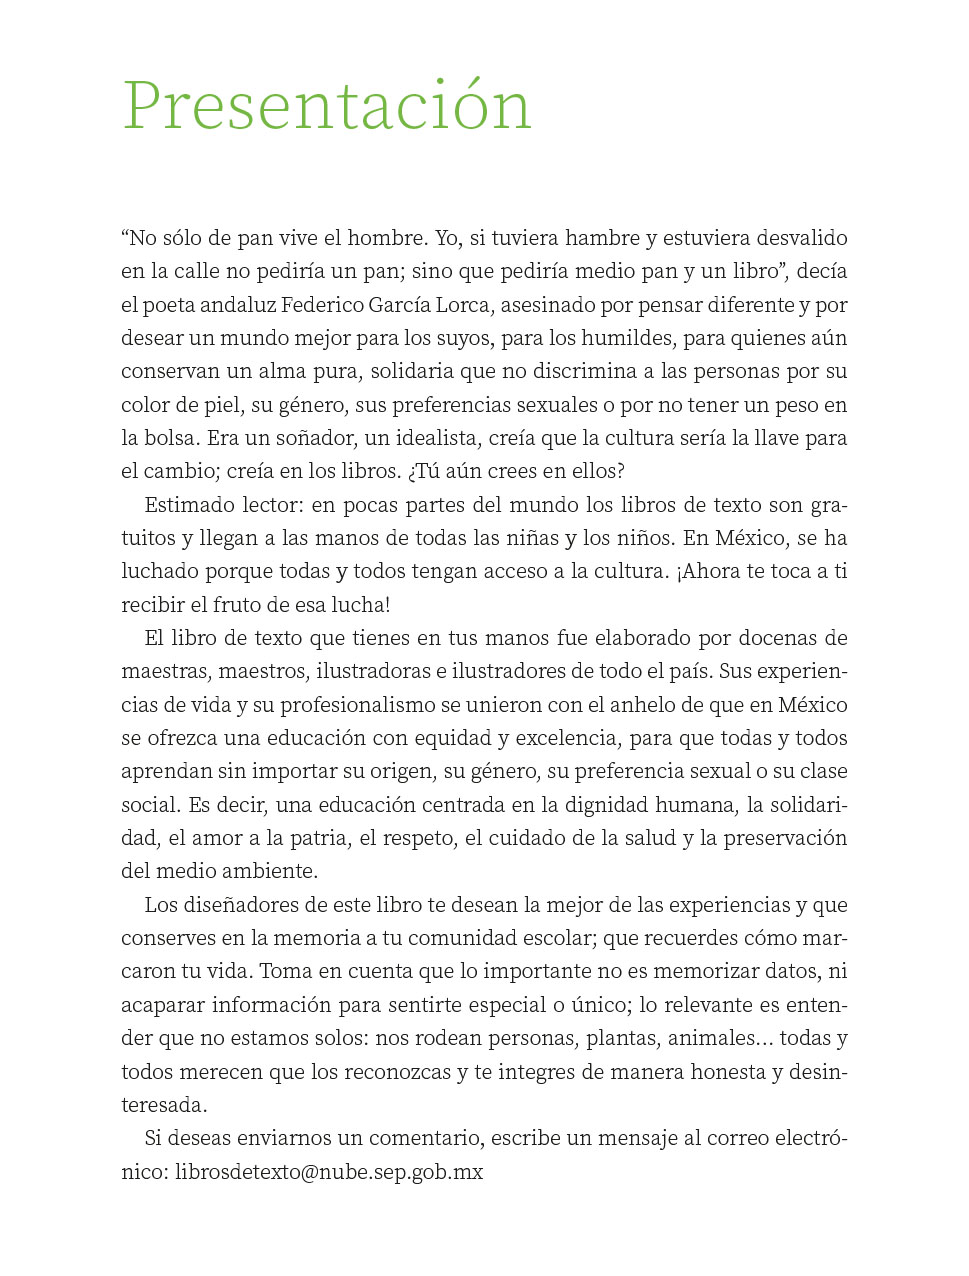 Presentación
“No sólo de pan vive el hombre. Yo, si tuviera hambre y estuviera desvalido
en la calle no pediría un pan; sino que pediría medio pan y un libro”, decía
el poeta andaluz Federico García Lorca, asesinado por pensar diferente y por
desear un mundo mejor para los suyos, para los humildes, para quienes aún
conservan un alma pura, solidaria que no discrimina a las personas por su
color de piel, su género, sus preferencias sexuales o por no tener un peso en
la bolsa. Era un soñador, un idealista, creía que la cultura sería la llave para
el cambio; creía en los libros. ¿Tú aún crees en ellos?
Estimado lector: en pocas partes del mundo los libros de texto son gra-
tuitos y llegan a las manos de todas las niñas y los niños. En México, se ha
luchado porque todas y todos tengan acceso a la cultura. ¡Ahora te toca a ti
recibir el fruto de esa lucha!
El libro de texto que tienes en tus manos fue elaborado por docenas de
maestras, maestros, ilustradoras e ilustradores de todo el país. Sus experien-
cias de vida y su profesionalismo se unieron con el anhelo de que en México
se ofrezca una educación con equidad y excelencia, para que todas y todos
aprendan sin importar su origen, su género, su preferencia sexual o su clase
social. Es decir, una educación centrada en la dignidad humana, la solidari-
dad, el amor a la patria, el respeto, el cuidado de la salud y la preservación
del medio ambiente.
Los diseñadores de este libro te desean la mejor de las experiencias y que
conserves en la memoria a tu comunidad escolar; que recuerdes cómo mar-
caron tu vida. Toma en cuenta que lo importante no es memorizar datos, ni
acaparar información para sentirte especial o único; lo relevante es enten-
der que no estamos solos: nos rodean personas, plantas, animales… todas y
todos merecen que los reconozcas y te integres de manera honesta y desin-
teresada.
Si deseas enviarnos un comentario, escribe un mensaje al correo electró-
nico: librosdetexto@nube.sep.gob.mx